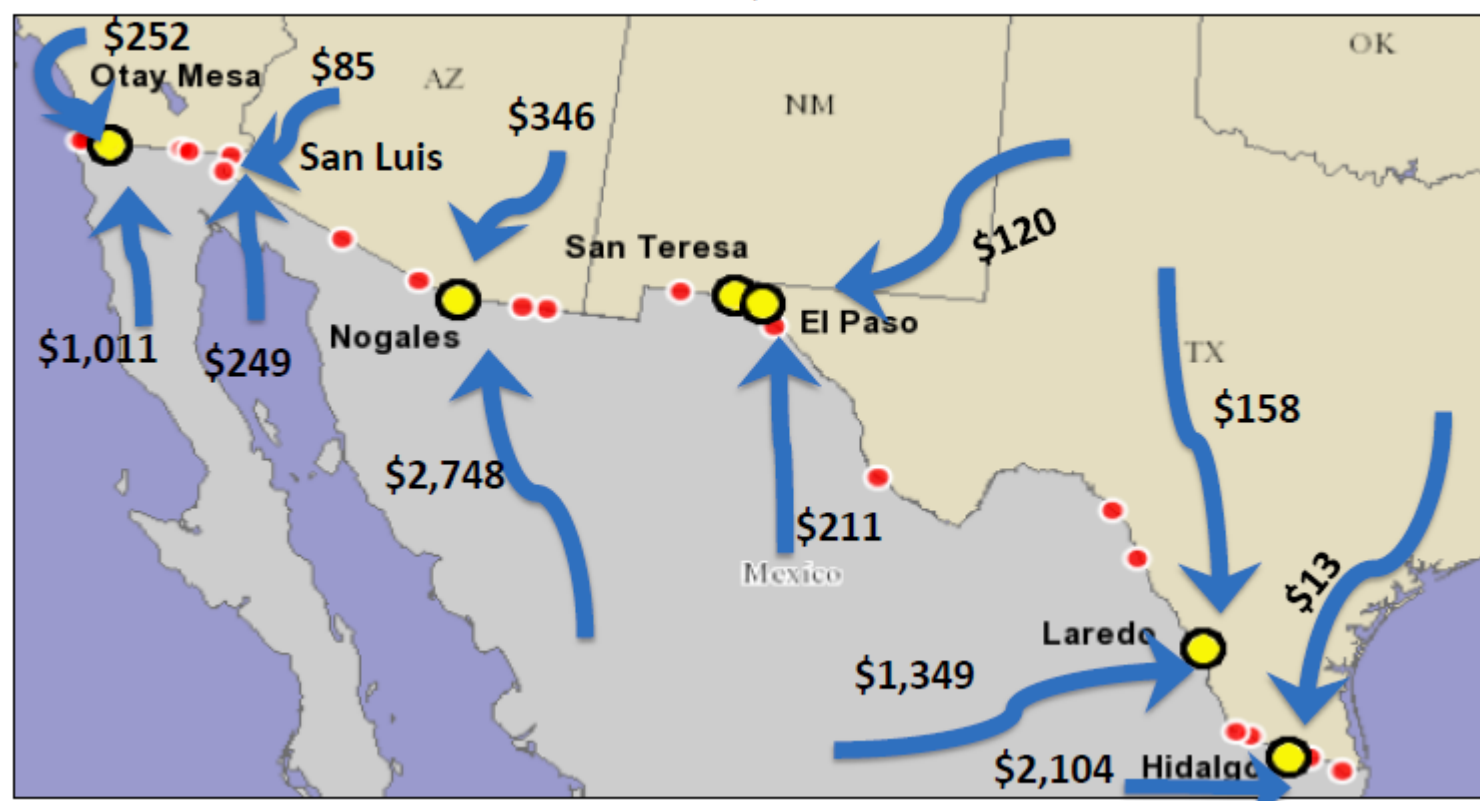 $252
Otay Mesa
$85
AZ
$346
NM
OK
San Luis
San Teresa
$120
El Paso
Nogales
$1,011
$249
TX
$158
$2,748
$211
Mexico
$13
Laredo
$1,349
$2,104
Hidalgo